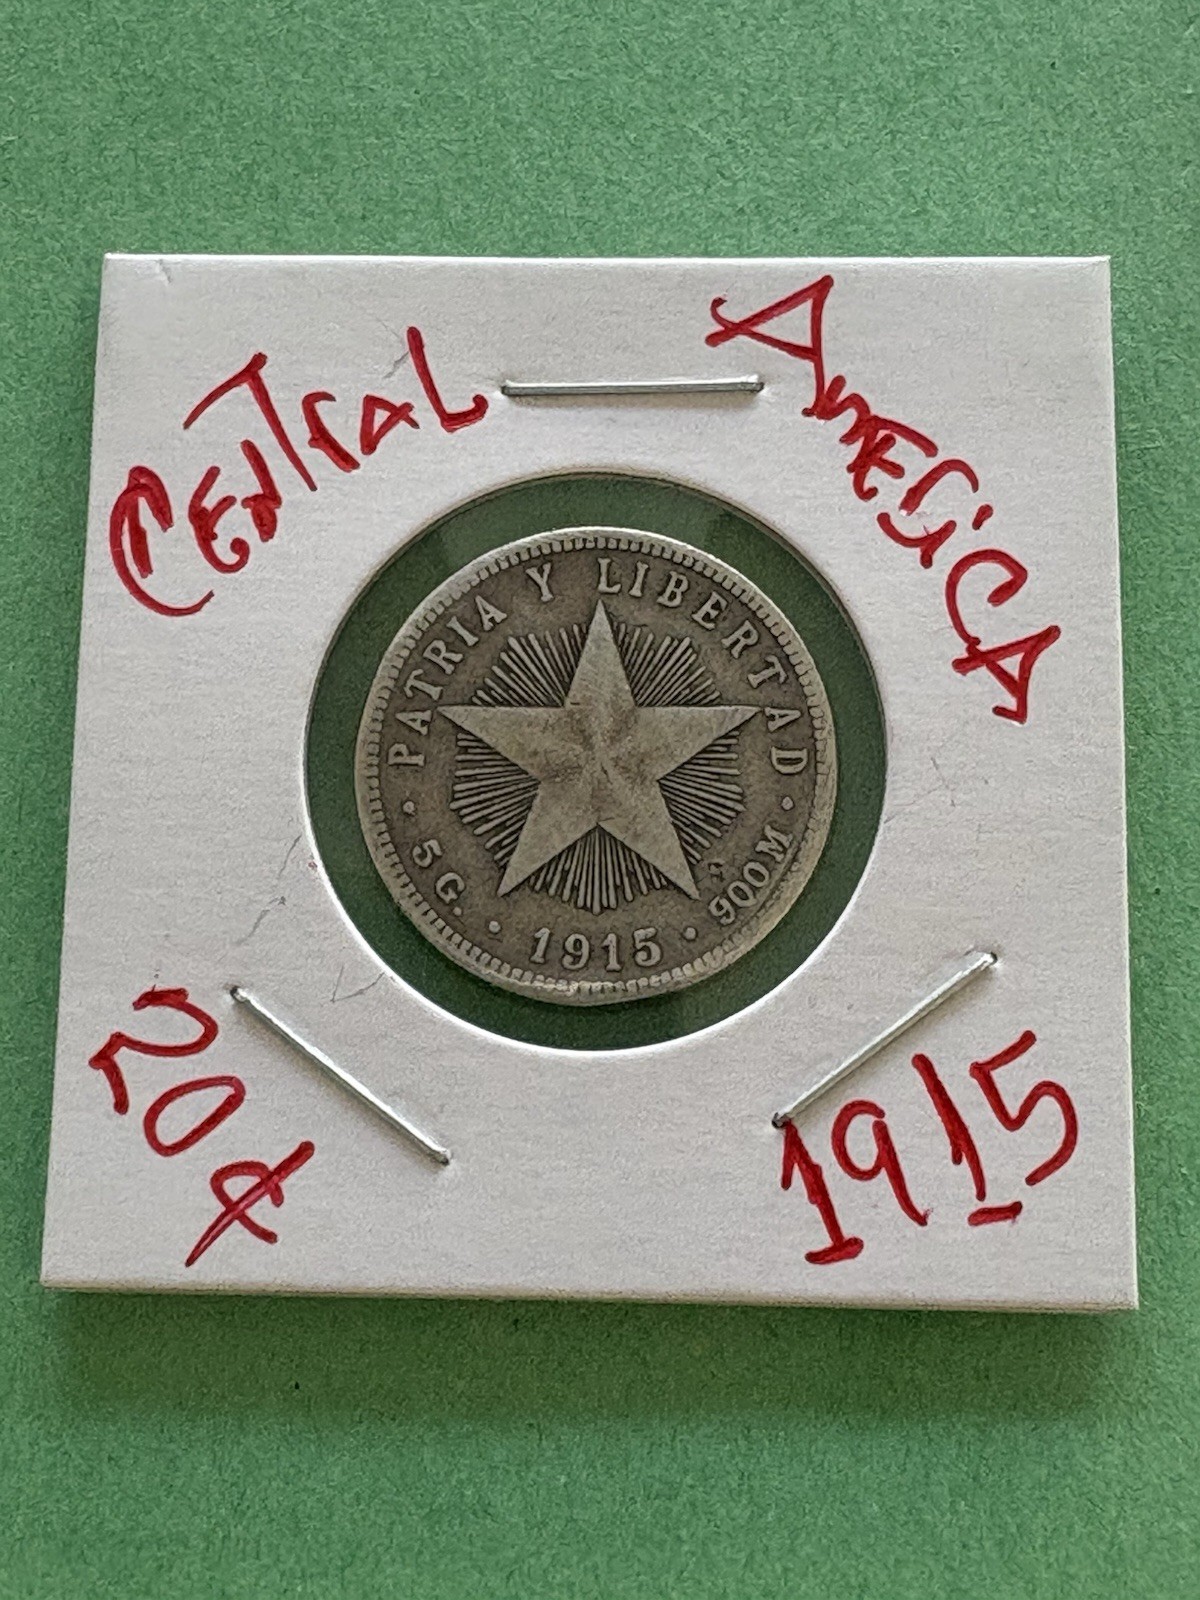 CENTRAL AMERICA
PATRIA Y LIBERTAD
5 G. • 1915 • 900M
20¢
1915